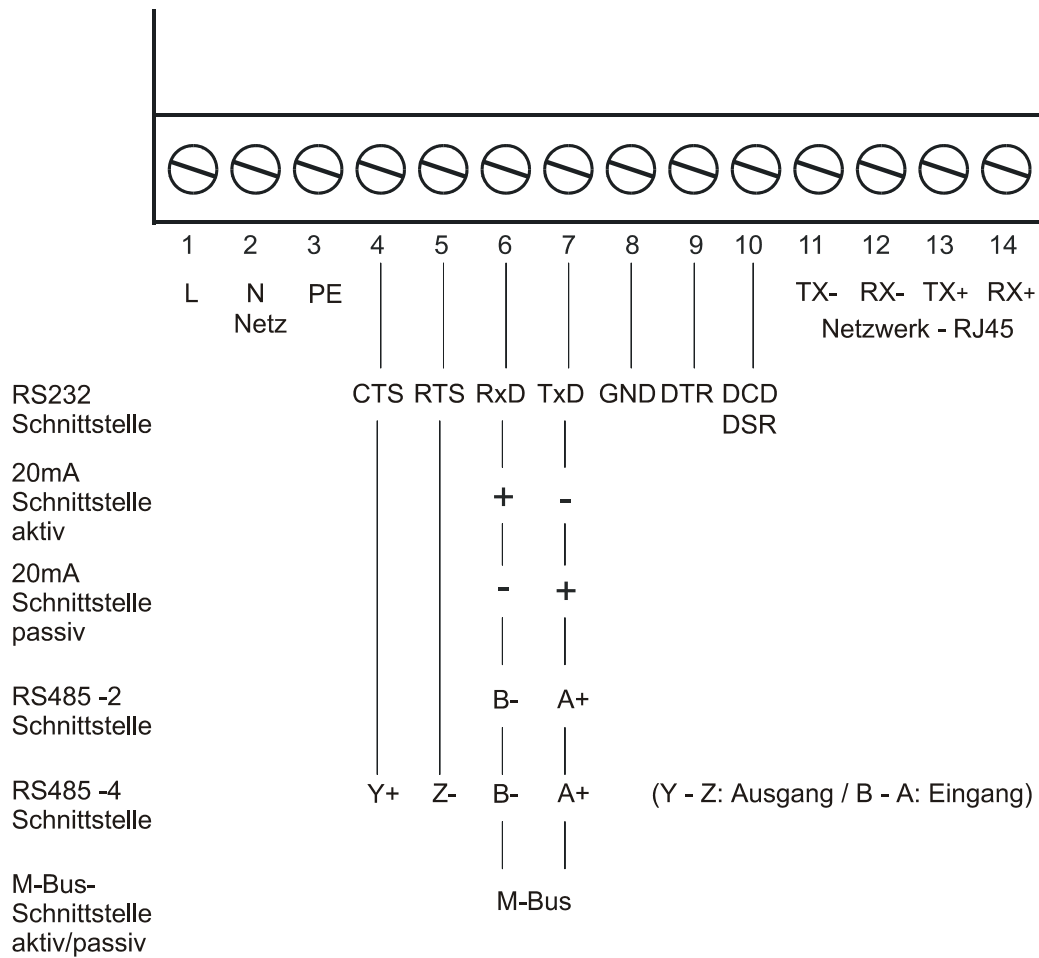 1 2 3 4 5 6 7 8 9 10 11 12 13 14
L N PE TX- RX- TX+ RX+
Netz Netzwerk - RJ45
RS232 CTS RTS RxD TxD GND DTR DCD
Schnittstelle DSR
20mA
Schnittstelle + -
aktiv
20mA
Schnittstelle - +
passiv
RS485 -2 B- A+
Schnittstelle
RS485 -4 Y+ Z- B- A+ (Y - Z: Ausgang / B - A: Eingang)
Schnittstelle
M-Bus-
Schnittstelle M-Bus
aktiv/passiv